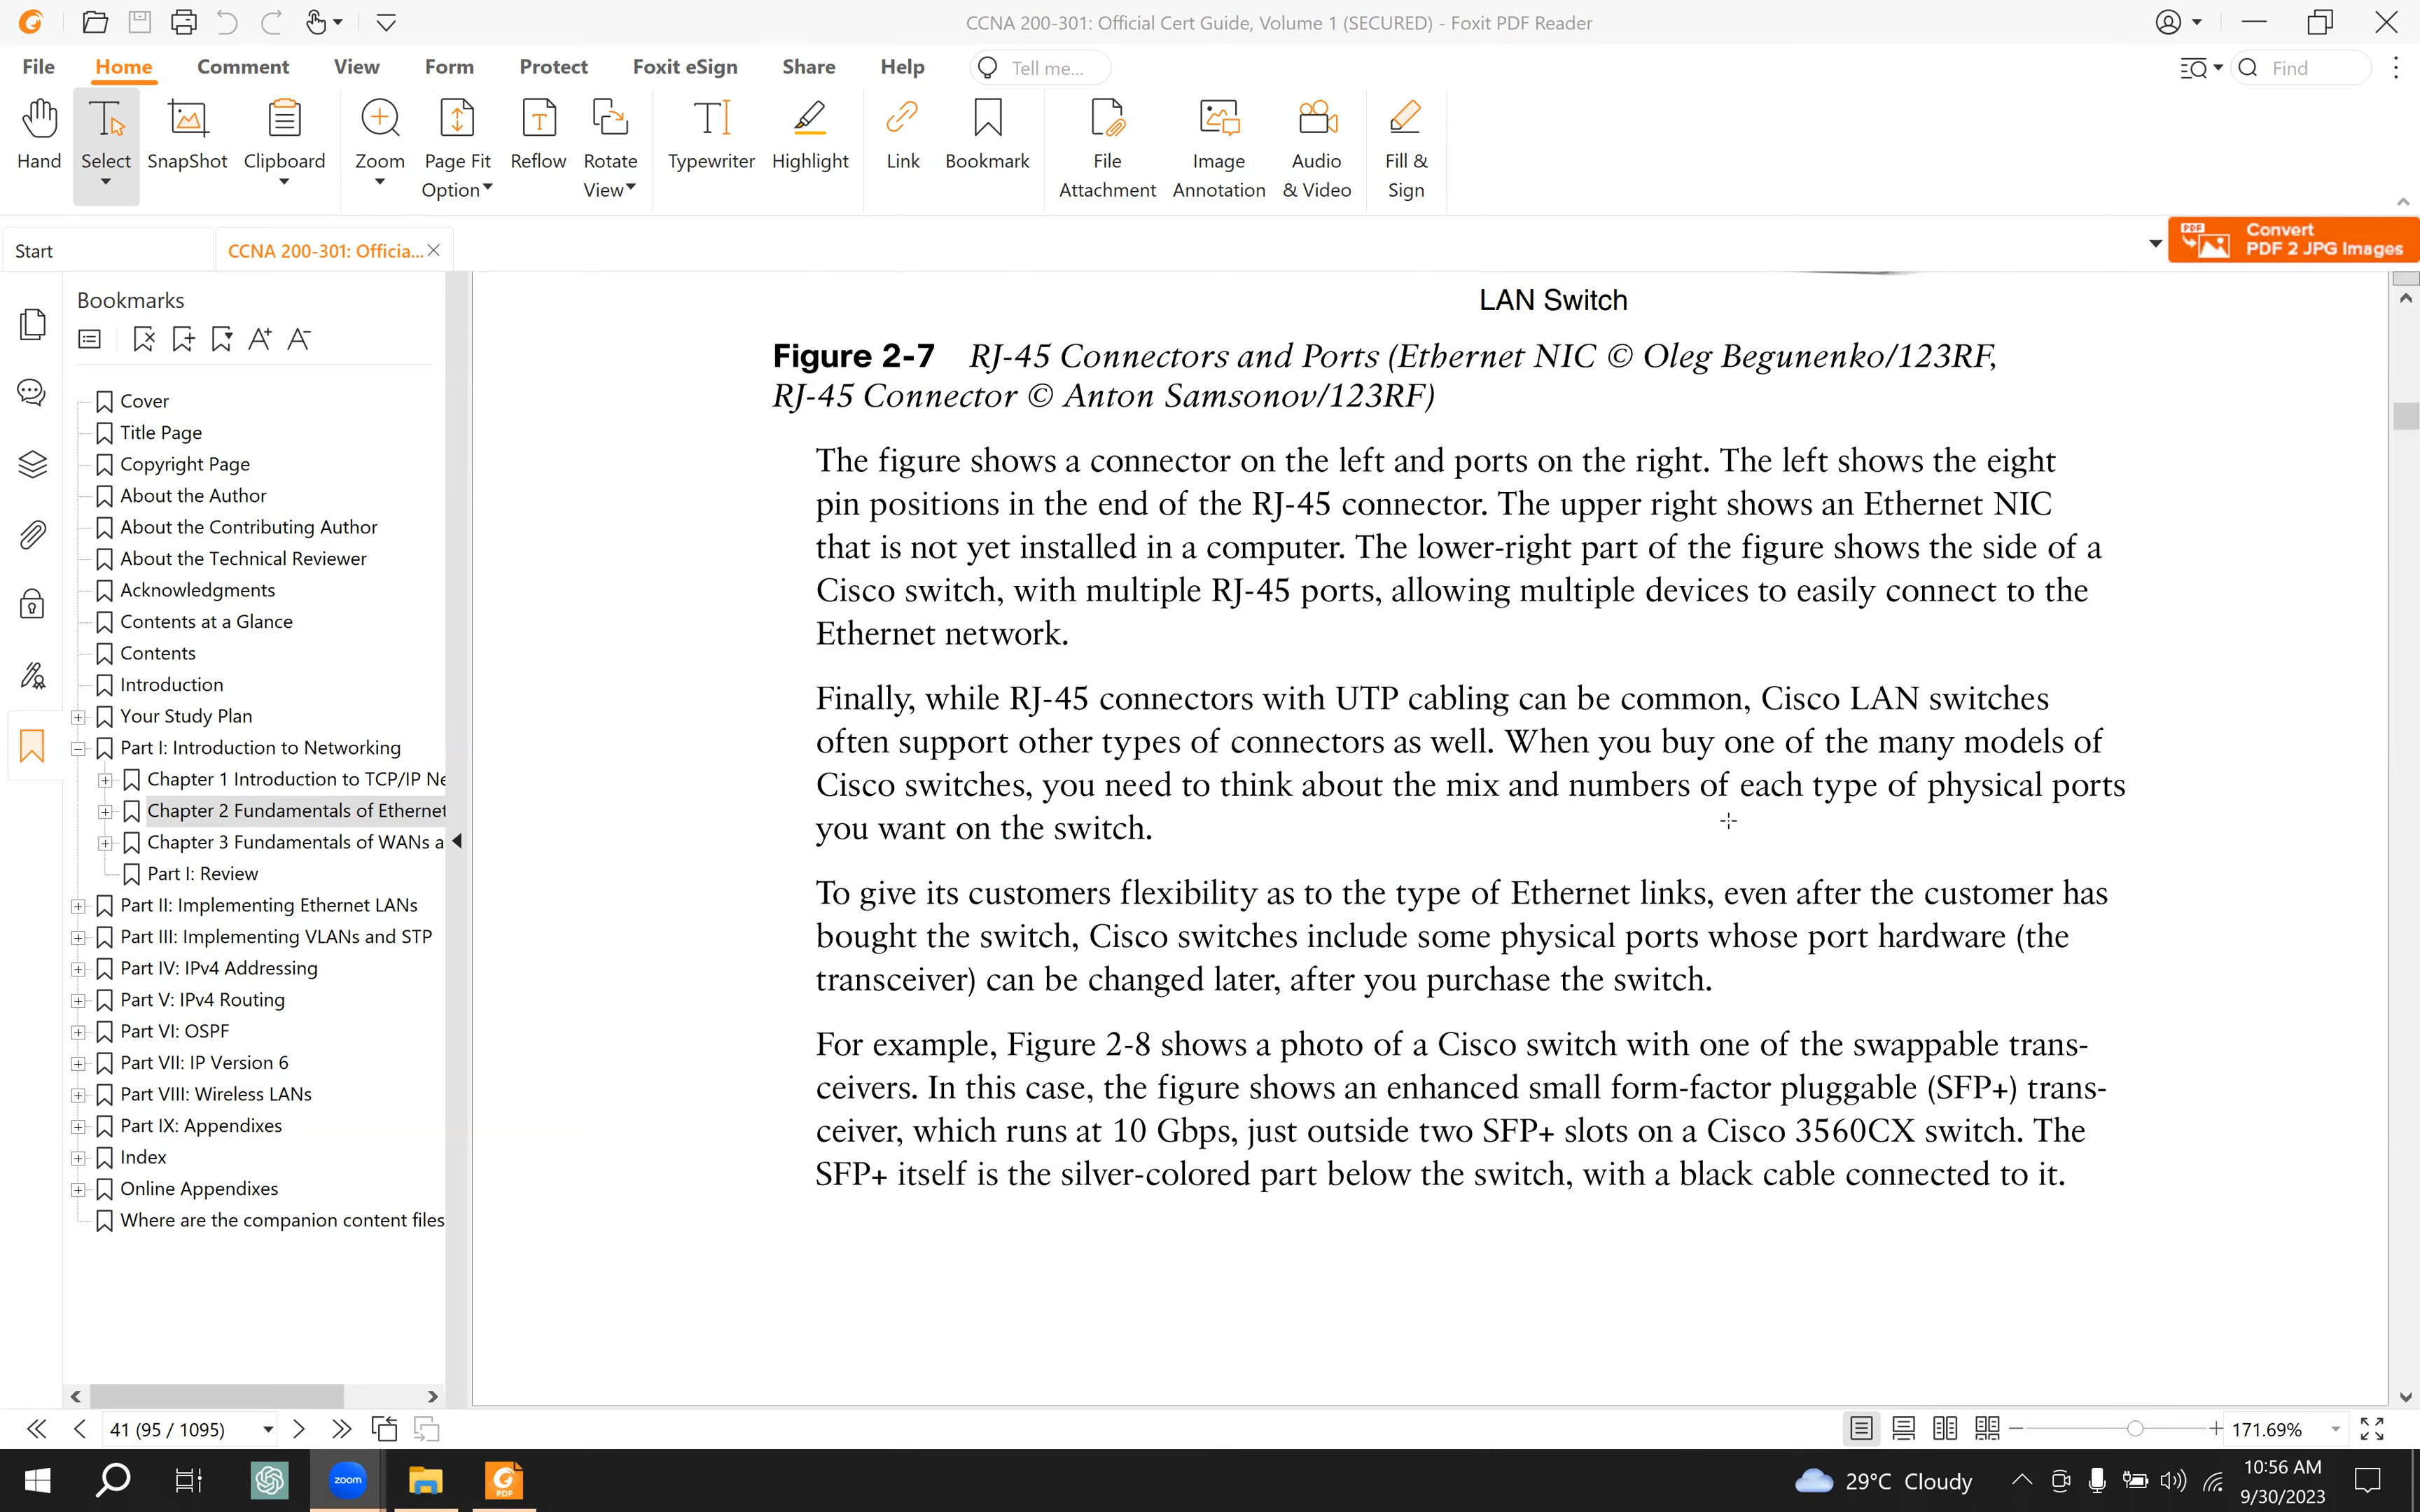 CCNA 200-301: Official Cert Guide, Volume 1 (SECURED) - Foxit PDF Reader
File Home Comment View Form Protect Foxit eSign Share Help Tell me... Find
Hand Select SnapShot Clipboard Zoom Page Fit Option Reflow Rotate View Typewriter Highlight Link Bookmark File Attachment Image Annotation Audio & Video Fill & Sign
Start CCNA 200-301: Officia...
PDF Convert
PDF 2 JPG Images
Bookmarks
Cover
Title Page
Copyright Page
About the Author
About the Contributing Author
About the Technical Reviewer
Acknowledgments
Contents at a Glance
Contents
Introduction
Your Study Plan
Part I: Introduction to Networking
Chapter 1 Introduction to TCP/IP Ne
Chapter 2 Fundamentals of Ethernet
Chapter 3 Fundamentals of WANs a
Part I: Review
Part II: Implementing Ethernet LANs
Part III: Implementing VLANs and STP
Part IV: IPv4 Addressing
Part V: IPv4 Routing
Part VI: OSPF
Part VII: IP Version 6
Part VIII: Wireless LANs
Part IX: Appendixes
Index
Online Appendixes
Where are the companion content files
LAN Switch
Figure 2-7 RJ-45 Connectors and Ports (Ethernet NIC © Oleg Begunenko/123RF,
RJ-45 Connector © Anton Samsonov/123RF)
The figure shows a connector on the left and ports on the right. The left shows the eight
pin positions in the end of the RJ-45 connector. The upper right shows an Ethernet NIC
that is not yet installed in a computer. The lower-right part of the figure shows the side of a
Cisco switch, with multiple RJ-45 ports, allowing multiple devices to easily connect to the
Ethernet network.
Finally, while RJ-45 connectors with UTP cabling can be common, Cisco LAN switches
often support other types of connectors as well. When you buy one of the many models of
Cisco switches, you need to think about the mix and numbers of each type of physical ports
you want on the switch.
To give its customers flexibility as to the type of Ethernet links, even after the customer has
bought the switch, Cisco switches include some physical ports whose port hardware (the
transceiver) can be changed later, after you purchase the switch.
For example, Figure 2-8 shows a photo of a Cisco switch with one of the swappable trans-
ceivers. In this case, the figure shows an enhanced small form-factor pluggable (SFP+) trans-
ceiver, which runs at 10 Gbps, just outside two SFP+ slots on a Cisco 3560CX switch. The
SFP+ itself is the silver-colored part below the switch, with a black cable connected to it.
41 (95 / 1095) 171.69%
zoom PDF 29°C Cloudy 10:56 AM
9/30/2023